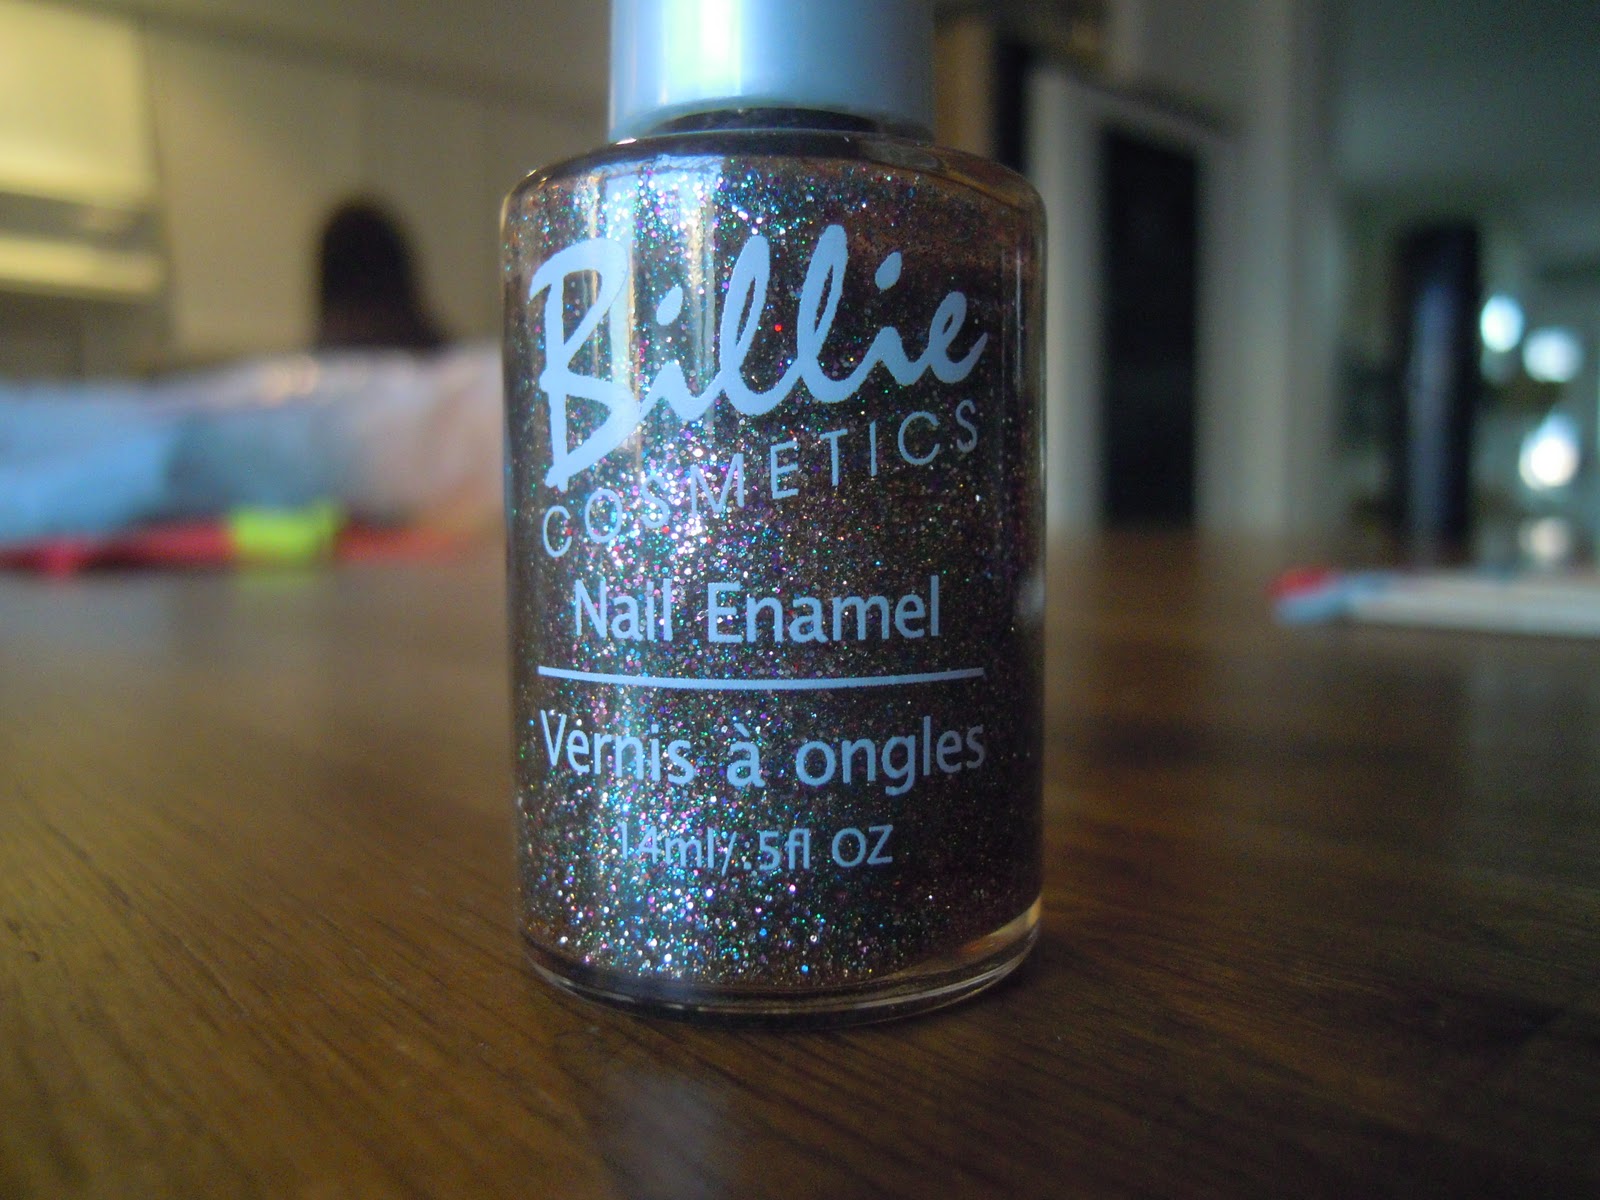 Billie
COSMETICS
Nail Enamel
Vernis à ongles
14ml/.5fl OZ